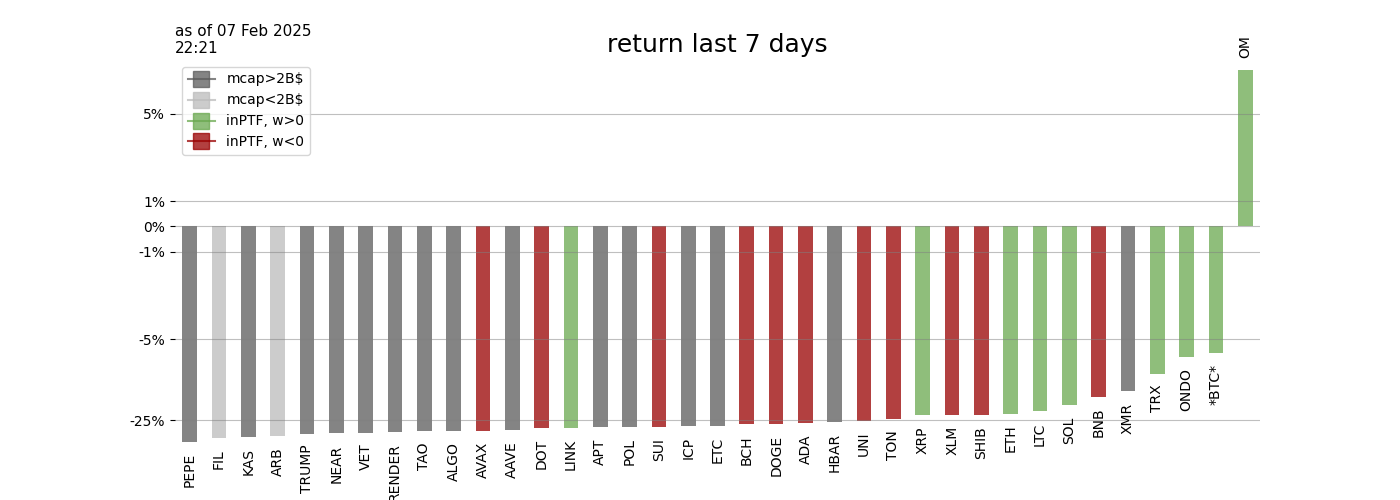 as of 07 Feb 2025
22:21
return last 7 days
OM
mcap>2B$
mcap<2B$
inPTF, w>0
inPTF, w<0
5%
1%
0%
-1%
-5%
-25%
PEPE
FIL
KAS
ARB
TRUMP
NEAR
VET
RENDER
TAO
ALGO
AVAX
AAVE
DOT
LINK
APT
POL
SUI
ICP
ETC
BCH
DOGE
ADA
HBAR
UNI
TON
XRP
XLM
SHIB
ETH
LTC
SOL
BNB
XMR
TRX
ONDO
*BTC*